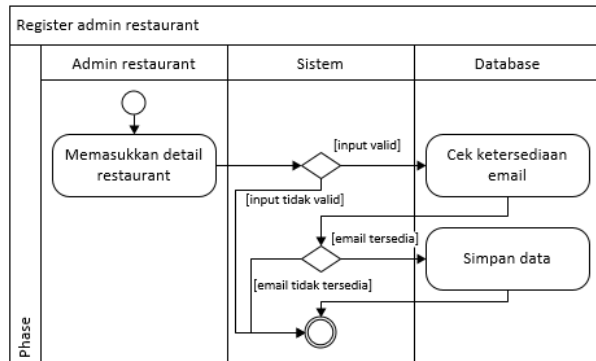 Register admin restaurant
Admin restaurant
Sistem
Database
Memasukkan detail
restaurant
[input valid]
Cek ketersediaan
email
[input tidak valid]
[email tersedia]
Simpan data
[email tidak tersedia]
Phase